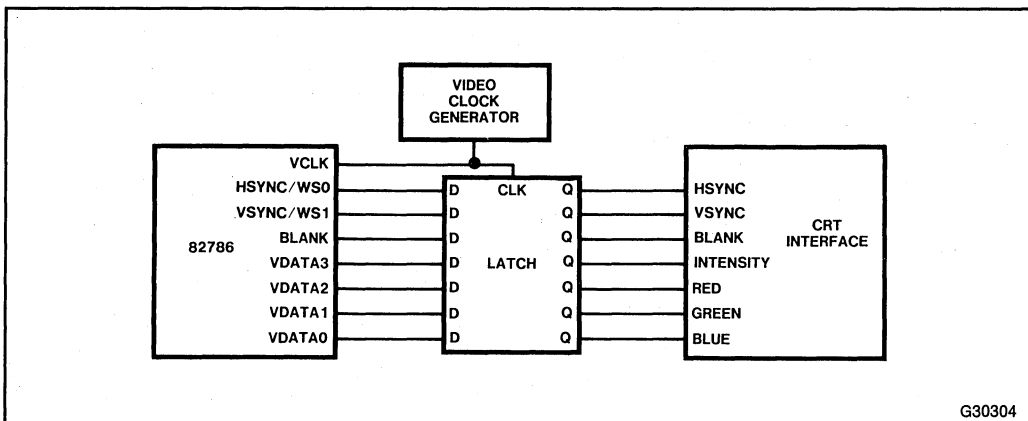 VIDEO
CLOCK
GENERATOR
82786
VCLK
HSYNC/WS0
VSYNC/WS1
BLANK
VDATA3
VDATA2
VDATA1
VDATA0
D
D
D
D
D
D
D
CLK
LATCH
Q
Q
Q
Q
Q
Q
Q
HSYNC
VSYNC
BLANK
INTENSITY
RED
GREEN
BLUE
CRT
INTERFACE
G30304